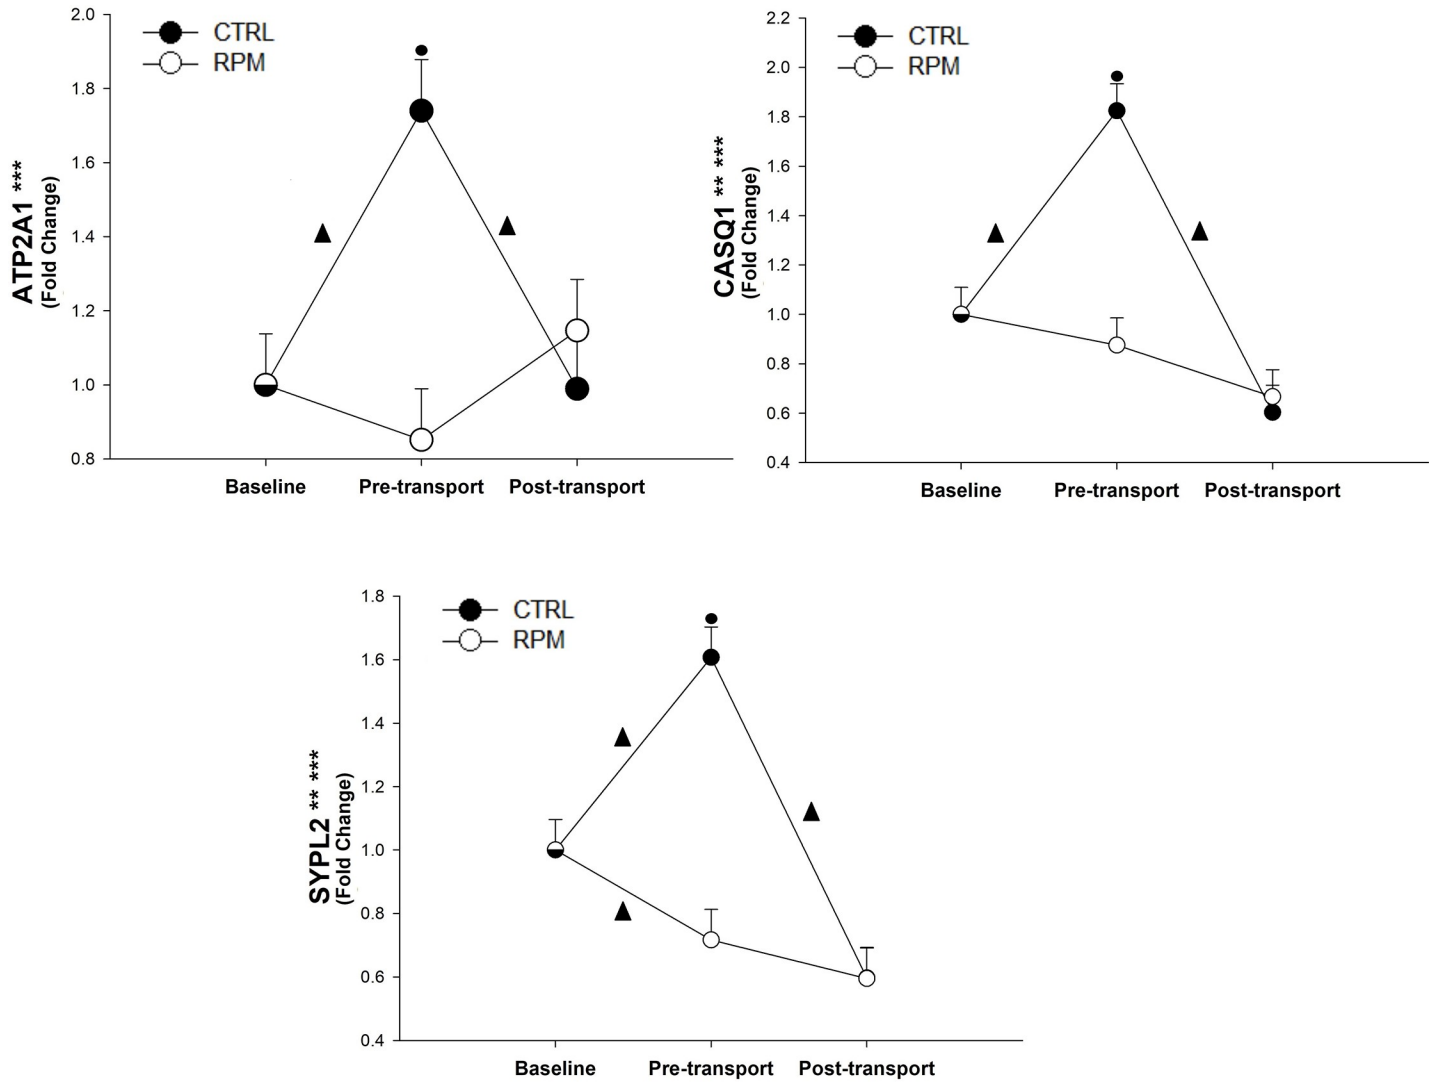 ATP2A1 ***
(Fold Change)
2.0
1.8
1.6
1.4
1.2
1.0
0.8
CTRL
RPM
Baseline Pre-transport Post-transport
CASQ1 ** ***
(Fold Change)
2.2
2.0
1.8
1.6
1.4
1.2
1.0
0.8
0.6
0.4
CTRL
RPM
Baseline Pre-transport Post-transport
SYPL2 ** ***
(Fold Change)
1.8
1.6
1.4
1.2
1.0
0.8
0.6
0.4
CTRL
RPM
Baseline Pre-transport Post-transport